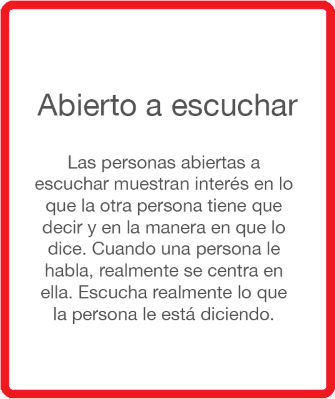 Abierto a escuchar
Las personas abiertas a
escuchar muestran interés en lo
que la otra persona tiene que
decir y en la manera en que lo
dice. Cuando una persona le
habla, realmente se centra en
ella. Escucha realmente lo que
la persona le está diciendo.